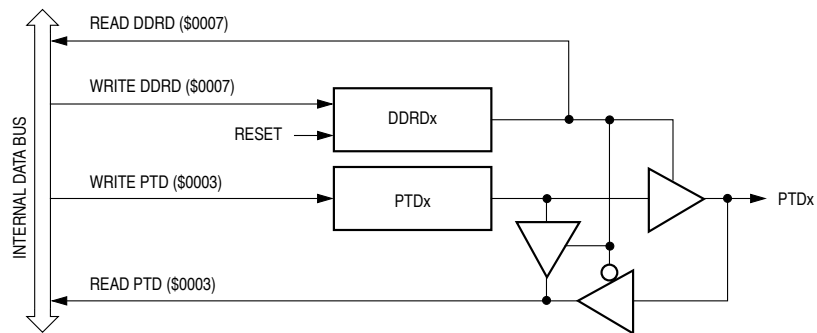 READ DDRD ($0007)
WRITE DDRD ($0007)
DDRDx
RESET
WRITE PTD ($0003)
PTDx
PTDx
READ PTD ($0003)
INTERNAL DATA BUS